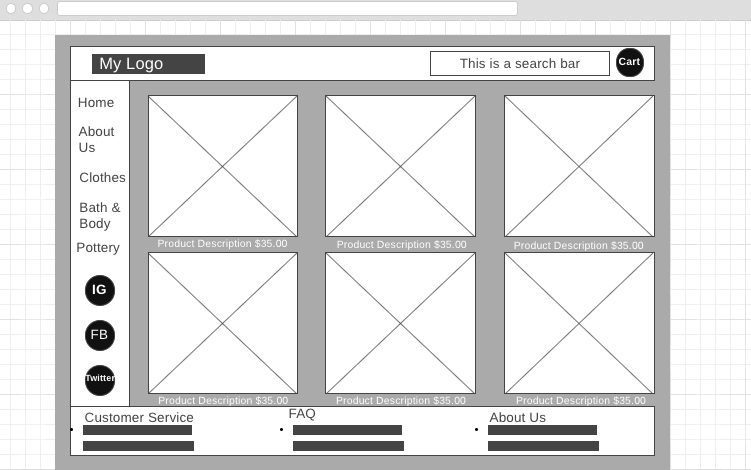 My Logo
This is a search bar
Cart
Home
About
Us
Clothes
Bath &
Body
Pottery
IG
FB
Twitter
Product Description $35.00
Product Description $35.00
Product Description $35.00
Product Description $35.00
Product Description $35.00
Product Description $35.00
Customer Service
FAQ
About Us